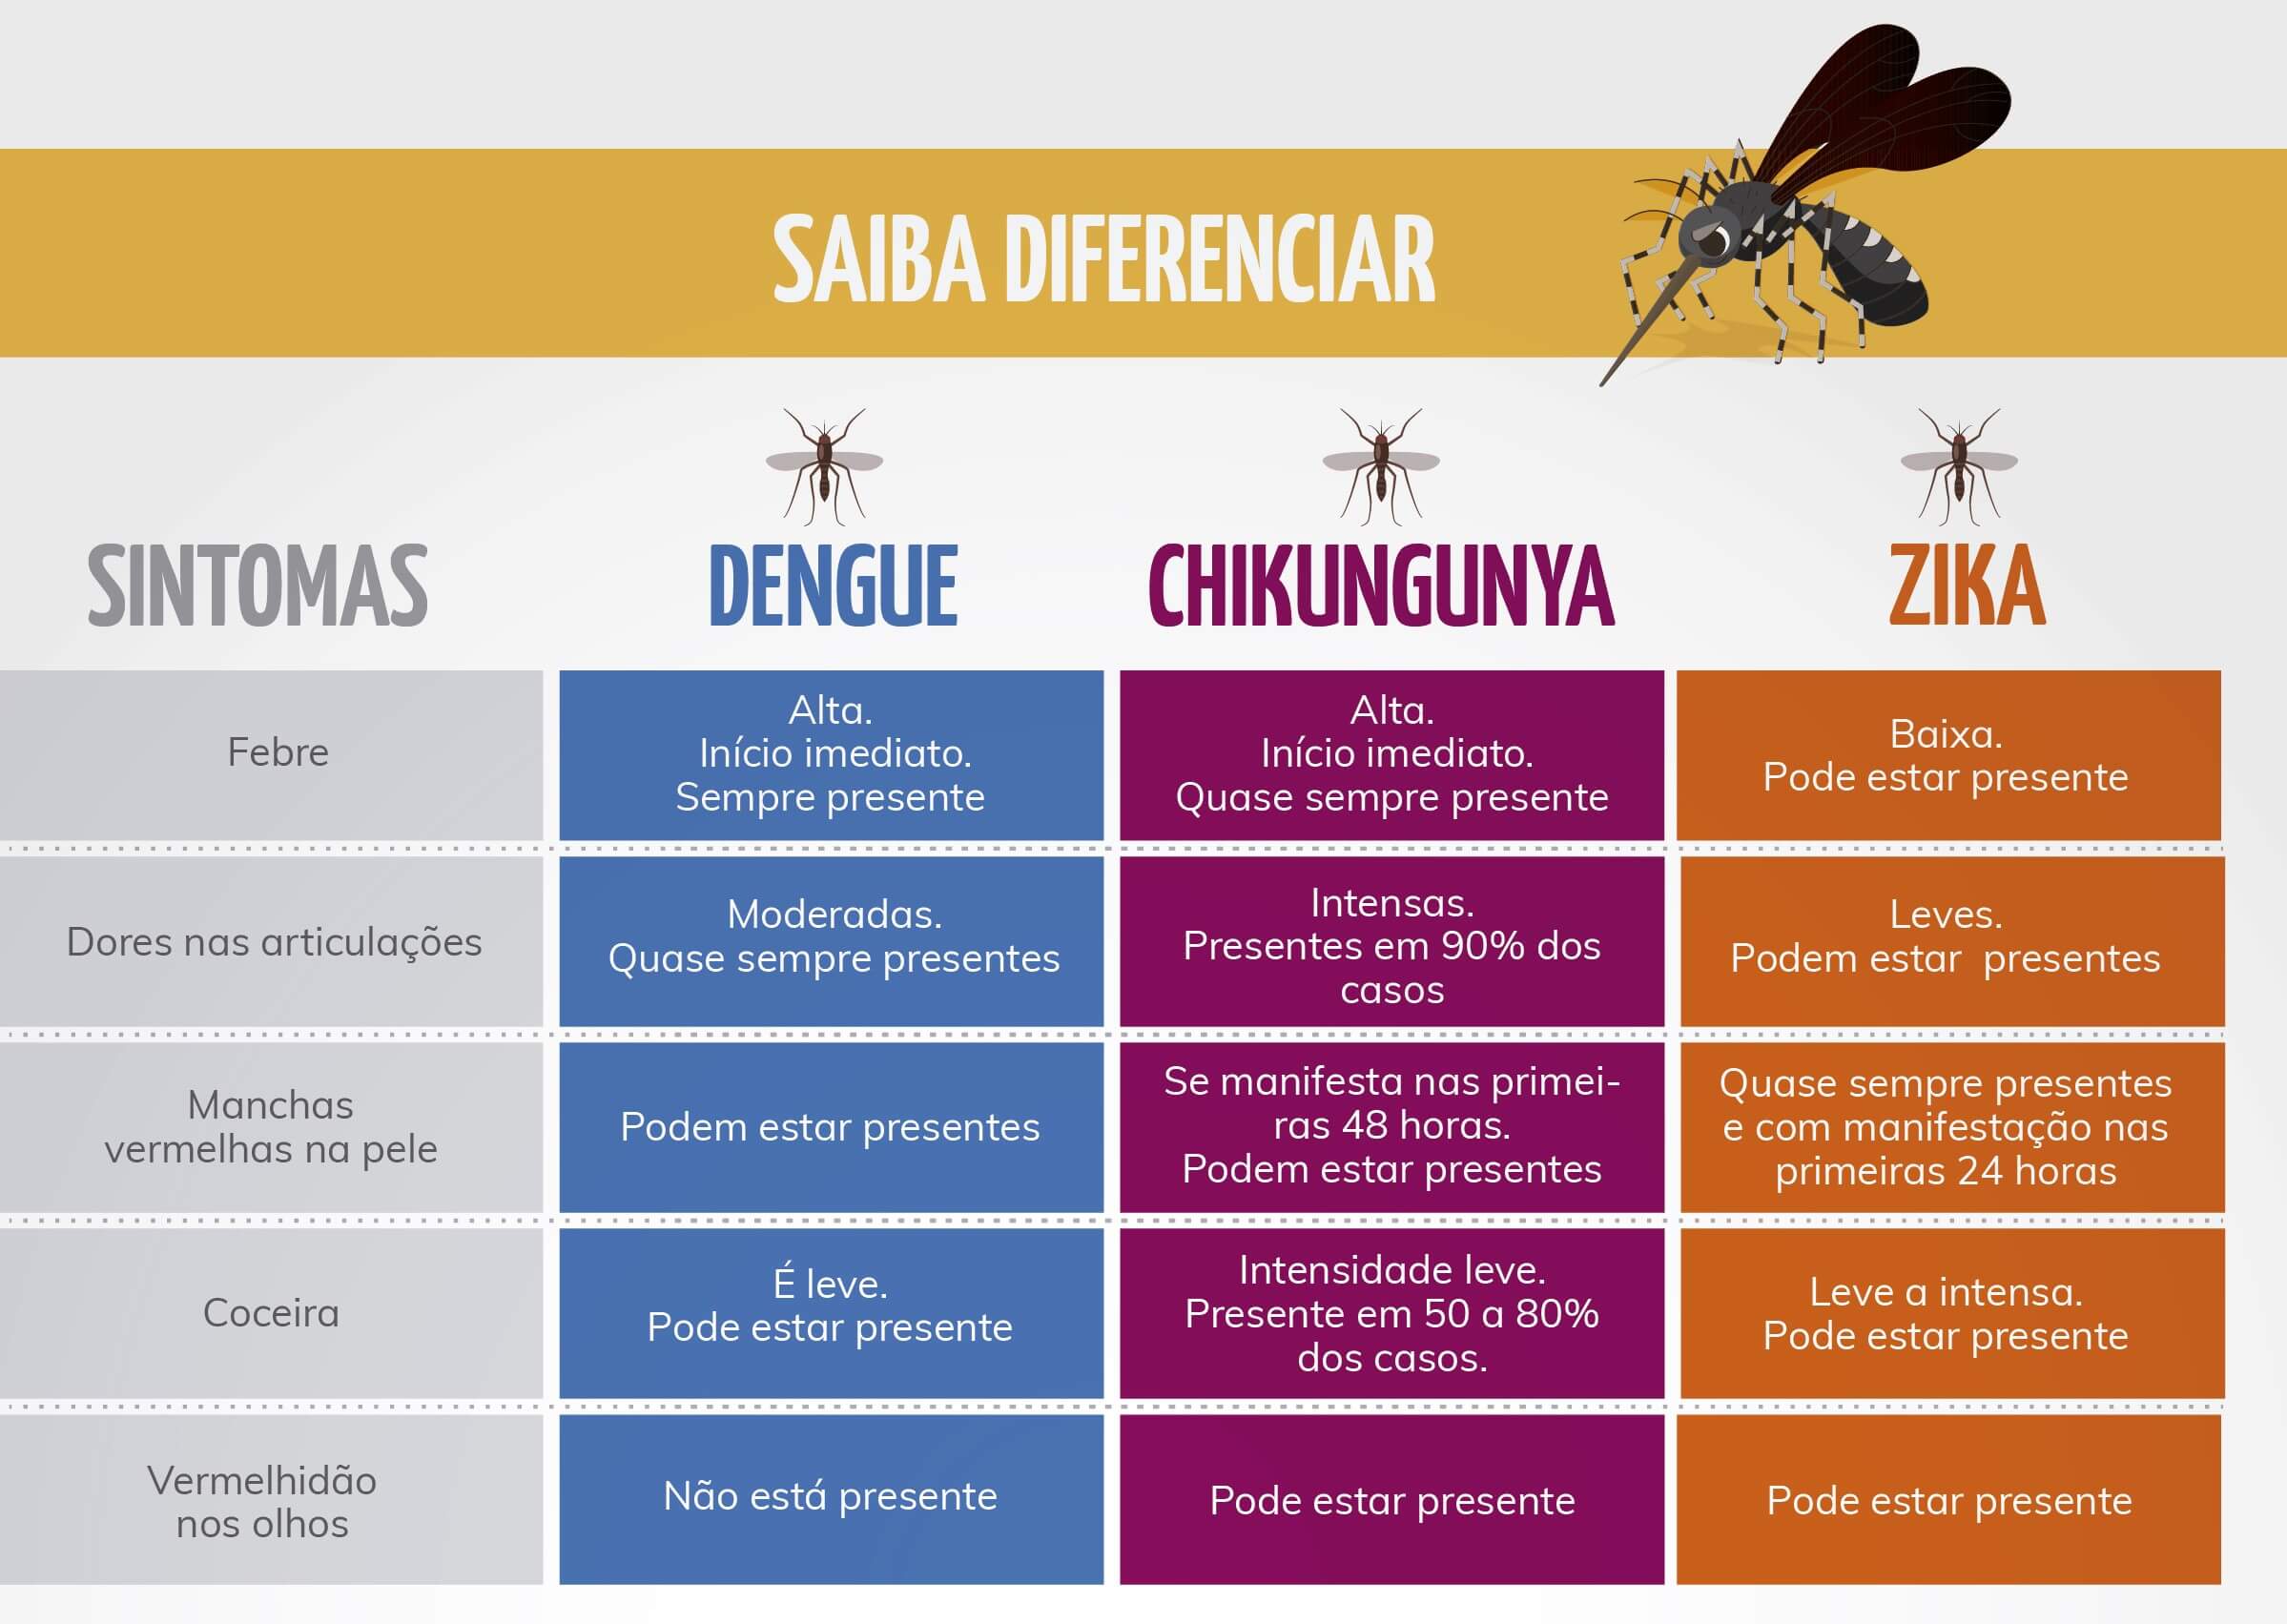 SAIBA DIFERENCIAR
SINTOMAS
DENGUE
CHIKUNGUNYA
ZIKA
Febre
Alta.
Início imediato.
Sempre presente
Alta.
Início imediato.
Quase sempre presente
Baixa.
Pode estar presente
Dores nas articulações
Moderadas.
Quase sempre presentes
Intensas.
Presentes em 90% dos
casos
Leves.
Podem estar presentes
Manchas
vermelhas na pele
Podem estar presentes
Se manifesta nas primei-
ras 48 horas.
Podem estar presentes
Quase sempre presentes
e com manifestação nas
primeiras 24 horas
Coceira
É leve.
Pode estar presente
Intensidade leve.
Presente em 50 a 80%
dos casos.
Leve a intensa.
Pode estar presente
Vermelhidão
nos olhos
Não está presente
Pode estar presente
Pode estar presente